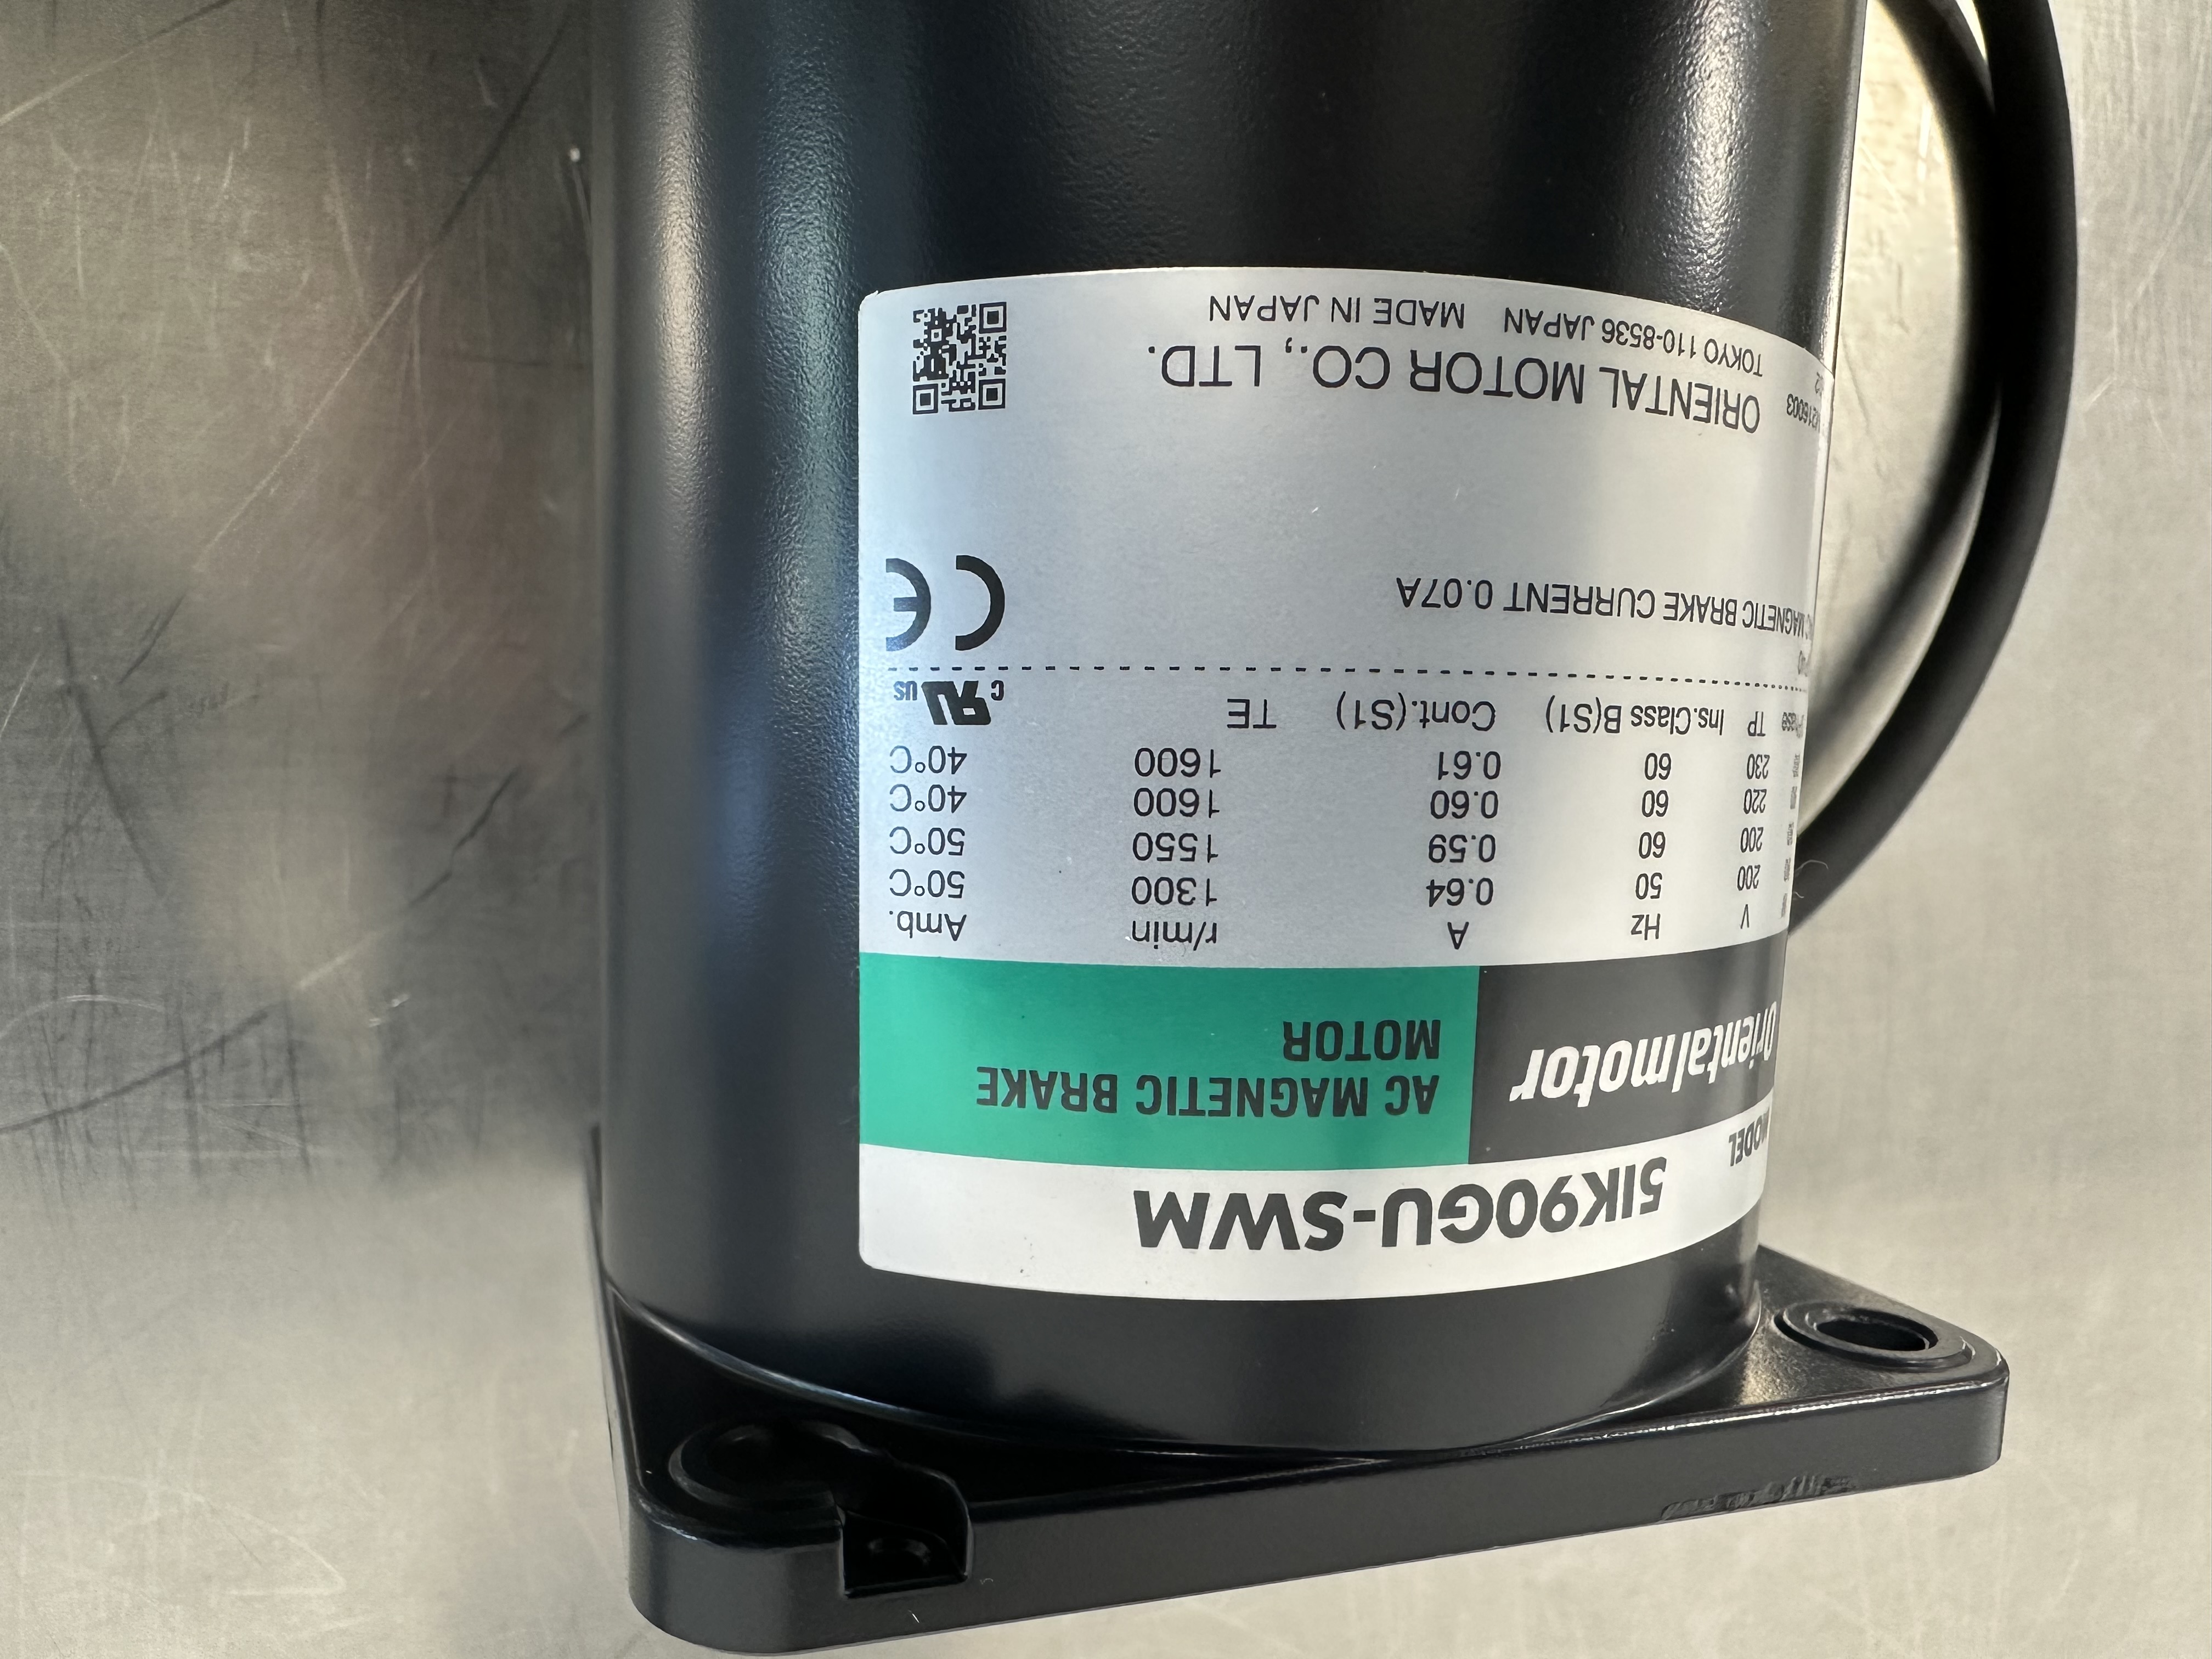 MODEL
5IK90GU-SWM
Orientalmotor
AC MAGNETIC BRAKE
MOTOR
V Hz A r/min Amb.
200 50 0.64 1300 50°C
200 60 0.59 1550 50°C
220 60 0.60 1600 40°C
230 60 0.61 1600 40°C
TP Ins.Class B(S1) Cont.(S1) TE
c RU US
MAGNETIC BRAKE CURRENT 0.07A
CE
ORIENTAL MOTOR CO., LTD.
TOKYO 110-8536 JAPAN MADE IN JAPAN